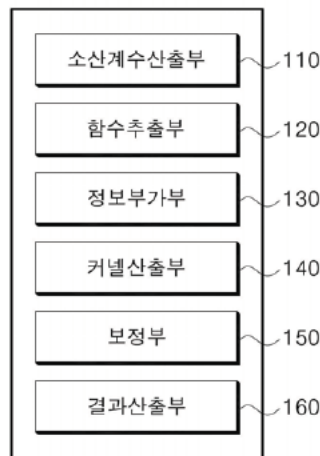 소산계수산출부 110
함수추출부 120
정보부가부 130
커널산출부 140
보정부 150
결과산출부 160